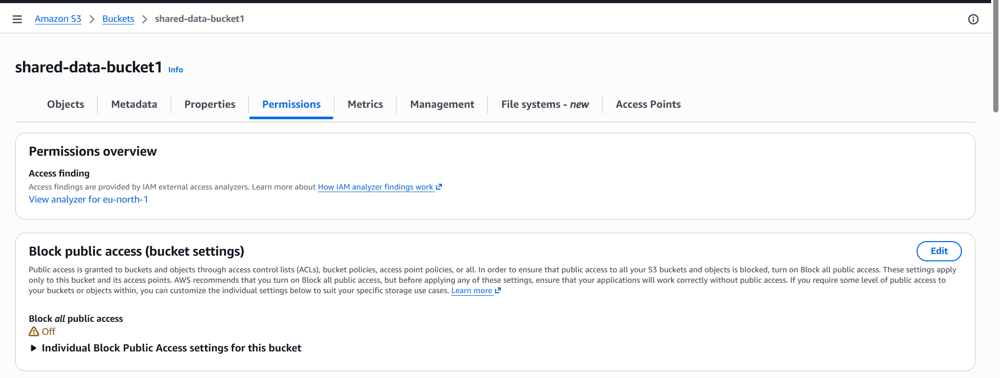 Amazon S3 > Buckets > shared-data-bucket1
shared-data-bucket1 Info
Objects Metadata Properties Permissions Metrics Management File systems - new Access Points
Permissions overview
Access finding
Access findings are provided by IAM external access analyzers. Learn more about How IAM analyzer findings work
View analyzer for eu-north-1
Block public access (bucket settings) Edit
Public access is granted to buckets and objects through access control lists (ACLs), bucket policies, access point policies, or all. In order to ensure that public access to all your S3 buckets and objects is blocked, turn on Block all public access. These settings apply
only to this bucket and its access points. AWS recommends that you turn on Block all public access, but before applying any of these settings, ensure that your applications will work correctly without public access. If you require some level of public access to
your buckets or objects within, you can customize the individual settings below to suit your specific storage use cases. Learn more
Block all public access
Off
Individual Block Public Access settings for this bucket